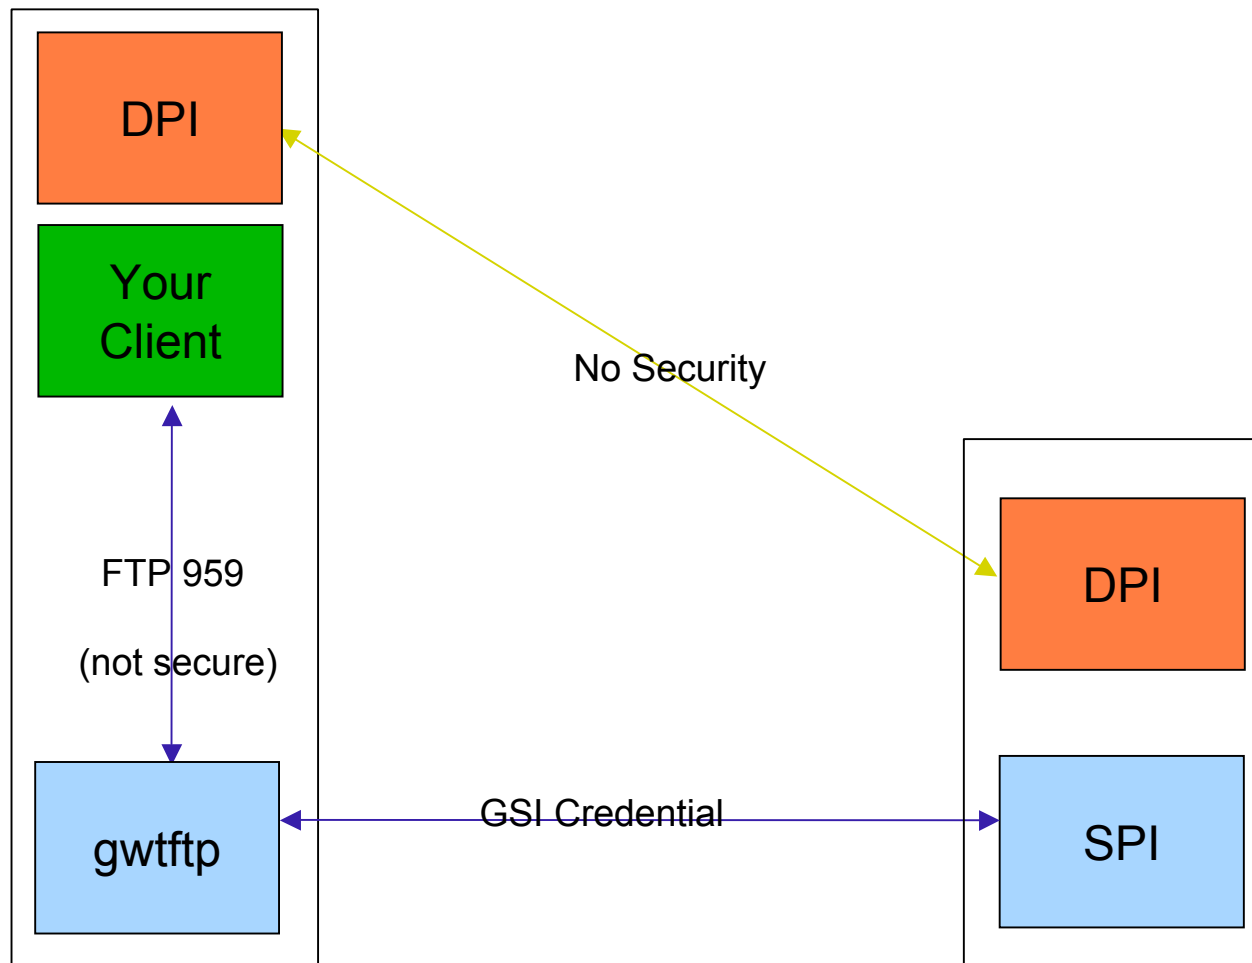 DPI
Your
Client
No Security
FTP 959
(not secure)
DPI
gwtftp
GSI Credential
SPI